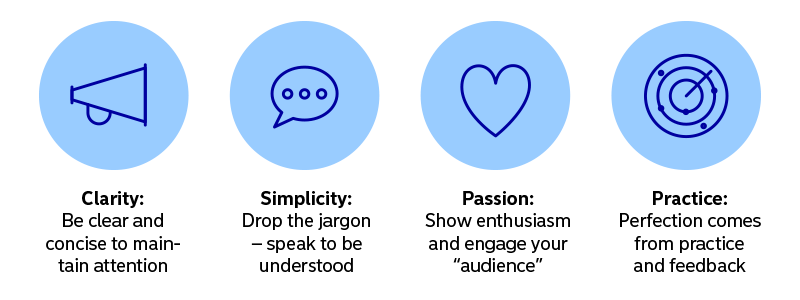 Clarity:
Be clear and
concise to main-
tain attention
Simplicity:
Drop the jargon
– speak to be
understood
Passion:
Show enthusiasm
and engage your
“audience”
Practice:
Perfection comes
from practice
and feedback